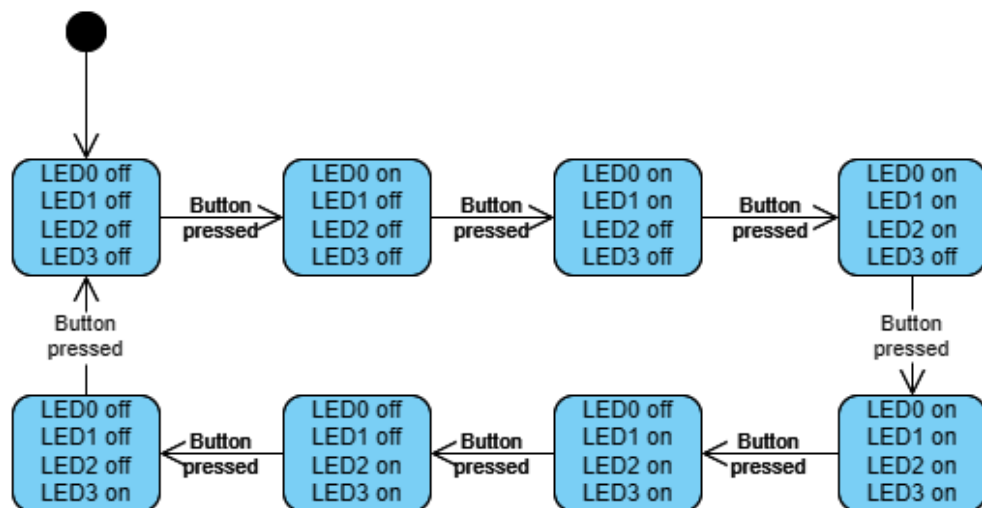 LED0 off
LED1 off
LED2 off
LED3 off
Button
pressed
LED0 on
LED1 off
LED2 off
LED3 off
Button
pressed
LED0 on
LED1 on
LED2 off
LED3 off
Button
pressed
LED0 on
LED1 on
LED2 on
LED3 off
Button
pressed
Button
pressed
LED0 off
LED1 off
LED2 off
LED3 on
Button
pressed
LED0 off
LED1 off
LED2 on
LED3 on
Button
pressed
LED0 off
LED1 on
LED2 on
LED3 on
Button
pressed
LED0 on
LED1 on
LED2 on
LED3 on